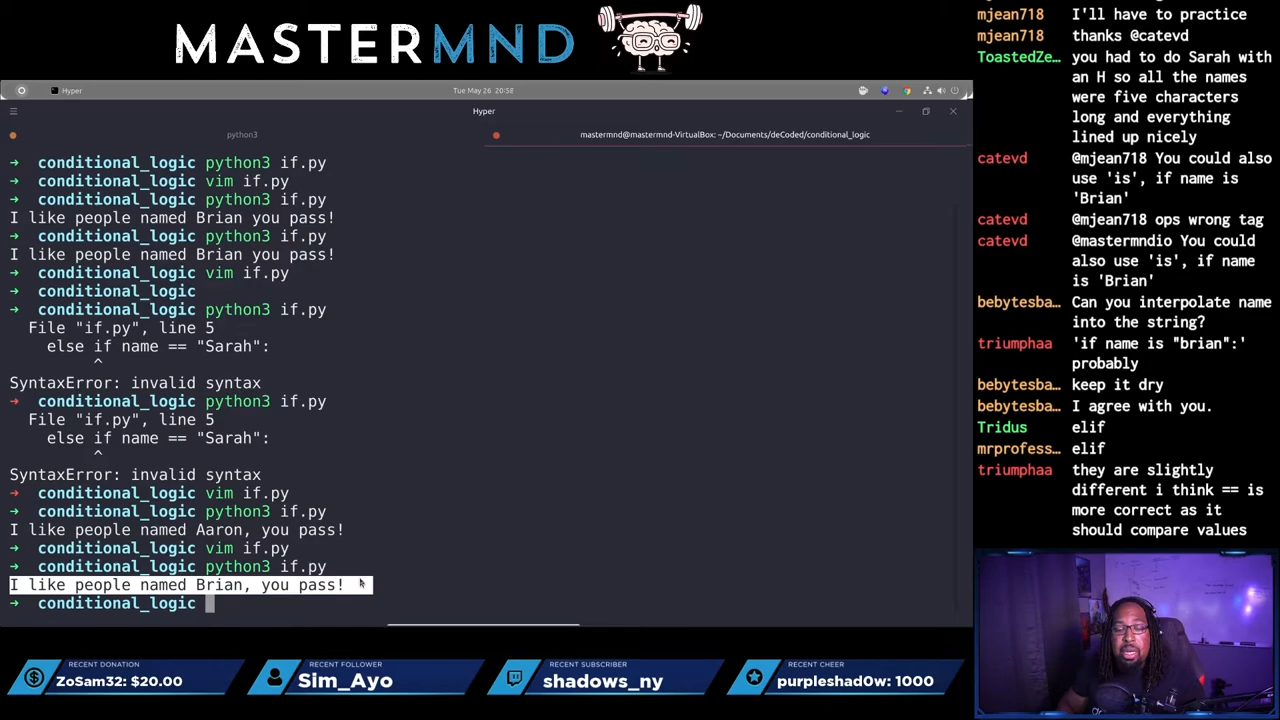 MASTERMND
Hyper
Tue May 26 20:58
Hyper
python3
mastermnd@mastermnd-VirtualBox: ~/Documents/deCoded/conditional_logic
➜ conditional_logic python3 if.py
➜ conditional_logic vim if.py
➜ conditional_logic python3 if.py
I like people named Brian you pass!
➜ conditional_logic python3 if.py
I like people named Brian you pass!
➜ conditional_logic vim if.py
➜ conditional_logic
➜ conditional_logic python3 if.py
File "if.py", line 5
else if name == "Sarah":
^
SyntaxError: invalid syntax
➜ conditional_logic python3 if.py
File "if.py", line 5
else if name == "Sarah":
^
SyntaxError: invalid syntax
➜ conditional_logic vim if.py
➜ conditional_logic python3 if.py
I like people named Aaron, you pass!
➜ conditional_logic vim if.py
➜ conditional_logic python3 if.py
I like people named Brian, you pass!
➜ conditional_logic
mjean718 I'll have to practice
mjean718 thanks @catevd
ToastedZe… you had to do Sarah with
an H so all the names
were five characters
long and everything
lined up nicely
catevd @mjean718 You could also
use 'is', if name is
'Brian'
catevd @mjean718 ops wrong tag
catevd @mastermndio You could
also use 'is', if name
is 'Brian'
bebytesba… Can you interpolate name
into the string?
triumphaa 'if name is "brian":'
probably
bebytesba… keep it dry
bebytesba… I agree with you.
Tridus elif
mrprofess… elif
triumphaa they are slightly
different i think == is
more correct as it
should compare values
RECENT DONATION
ZoSam32: $20.00
RECENT FOLLOWER
Sim_Ayo
RECENT SUBSCRIBER
shadows_ny
RECENT CHEER
purpleshad0w: 1000